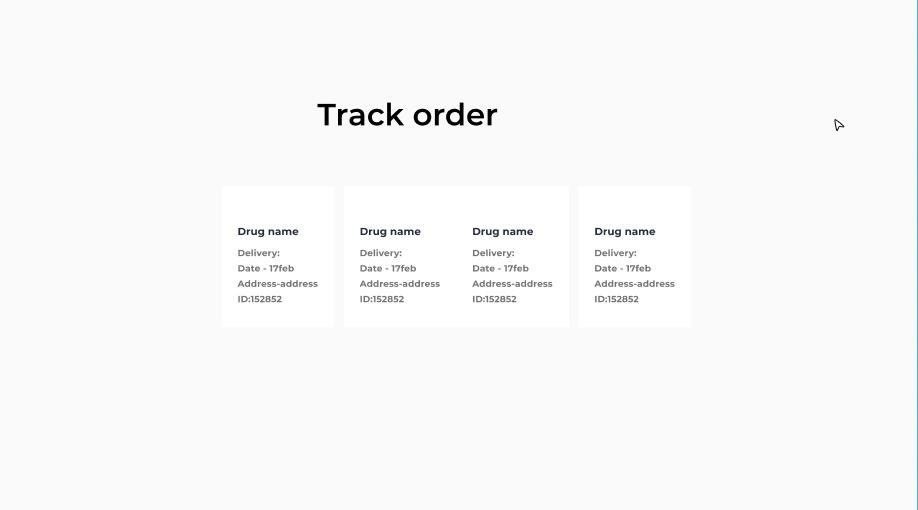 Track order
Drug name
Delivery:
Date - 17feb
Address-address
ID:152852
Drug name
Delivery:
Date - 17feb
Address-address
ID:152852
Drug name
Delivery:
Date - 17feb
Address-address
ID:152852
Drug name
Delivery:
Date - 17feb
Address-address
ID:152852